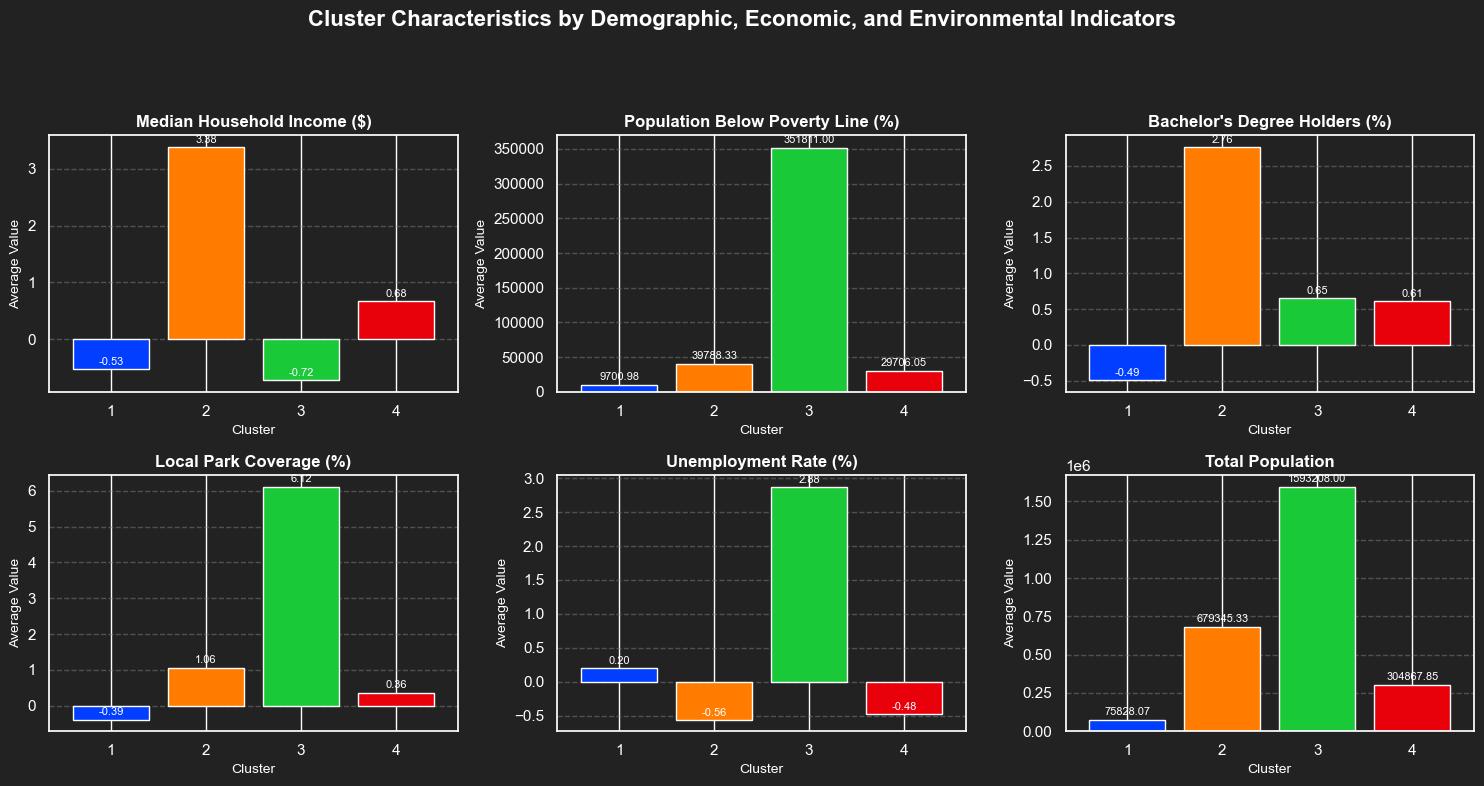 Cluster Characteristics by Demographic, Economic, and Environmental Indicators
Median Household Income ($)
Average Value
3
2
1
0
-0.53
3.38
-0.72
0.68
1 2 3 4
Cluster
Population Below Poverty Line (%)
Average Value
350000
300000
250000
200000
150000
100000
50000
0
9700.98
39788.33
351811.00
29706.05
1 2 3 4
Cluster
Bachelor's Degree Holders (%)
Average Value
2.5
2.0
1.5
1.0
0.5
0.0
−0.5
-0.49
2.76
0.65
0.61
1 2 3 4
Cluster
Local Park Coverage (%)
Average Value
6
5
4
3
2
1
0
-0.39
1.06
6.12
0.36
1 2 3 4
Cluster
Unemployment Rate (%)
Average Value
3.0
2.5
2.0
1.5
1.0
0.5
0.0
−0.5
0.20
-0.56
2.88
-0.48
1 2 3 4
Cluster
Total Population
1e6
Average Value
1.50
1.25
1.00
0.75
0.50
0.25
0.00
75828.07
679345.33
1593208.00
304867.85
1 2 3 4
Cluster